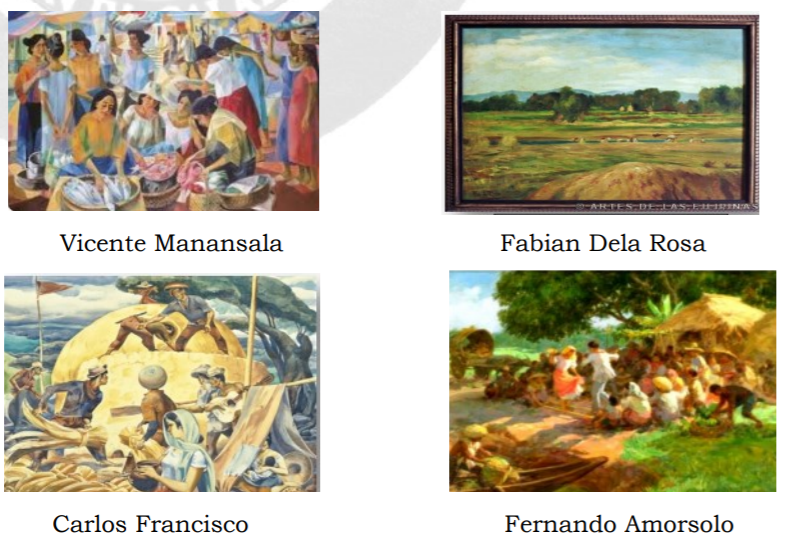 © ARTES DE LAS FILIPINAS
Vicente Manansala
Fabian Dela Rosa
Carlos Francisco
Fernando Amorsolo